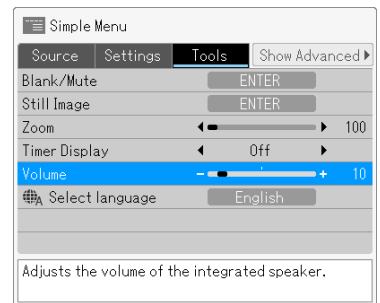 Simple Menu
Source Settings Tools Show Advanced
Blank/Mute ENTER
Still Image ENTER
Zoom 100
Timer Display Off
Volume - + 10
Select language English
Adjusts the volume of the integrated speaker.